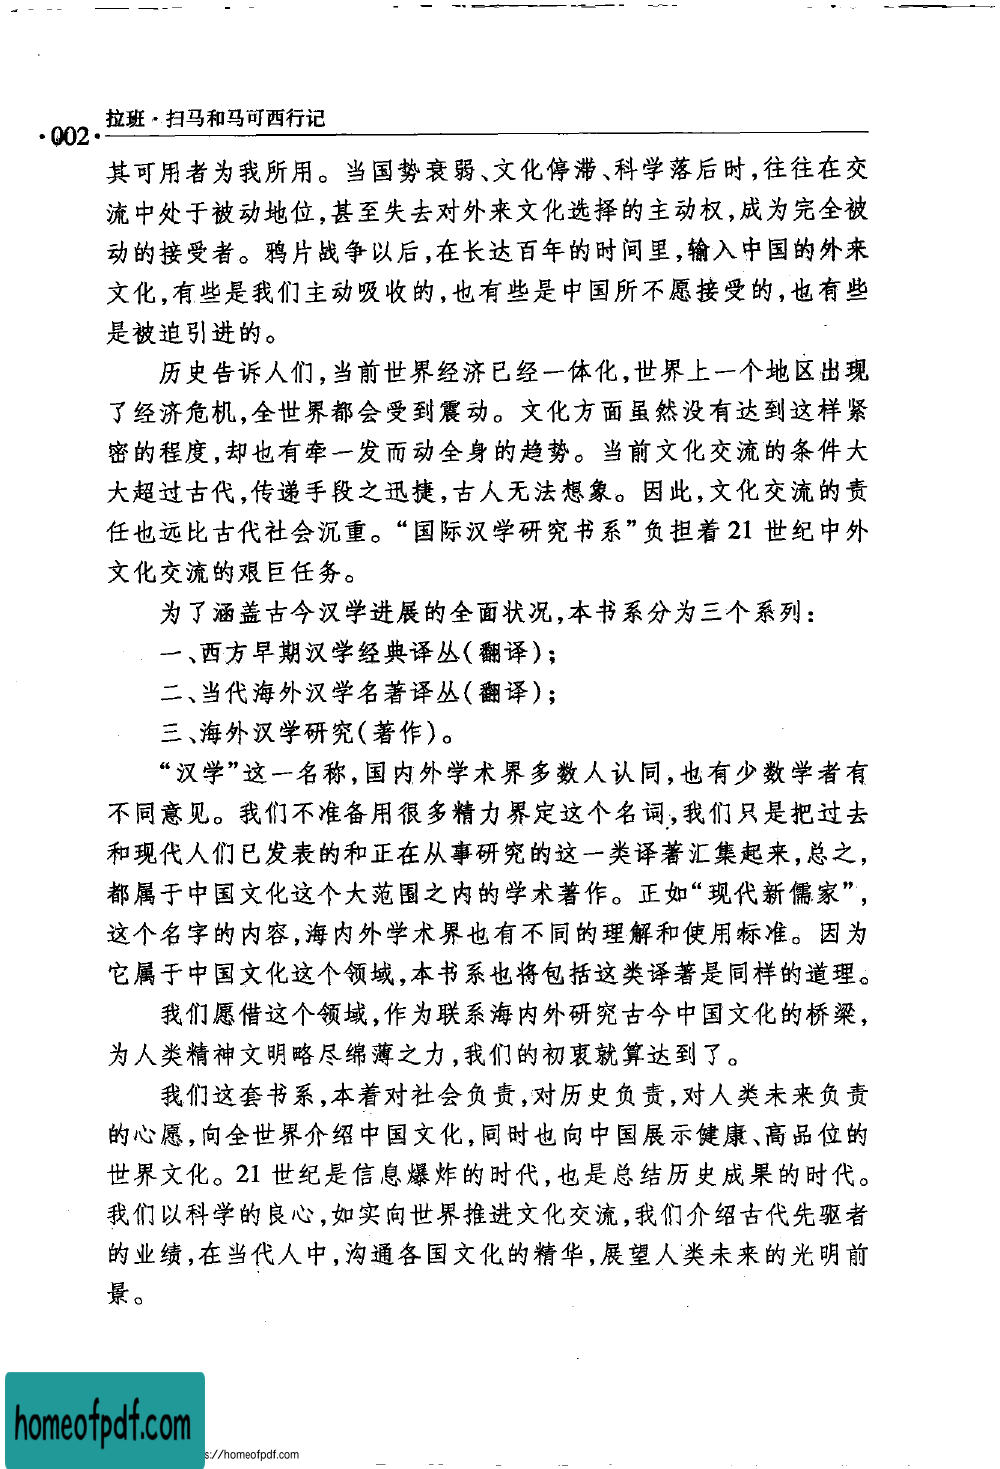 拉班·扫马和马可西行记
·002·
其可用者为我所用。当国势衰弱、文化停滞、科学落后时,往往在交
流中处于被动地位,甚至失去对外来文化选择的主动权,成为完全被
动的接受者。鸦片战争以后,在长达百年的时间里,输入中国的外来
文化,有些是我们主动吸收的,也有些是中国所不愿接受的,也有些
是被迫引进的。
历史告诉人们,当前世界经济已经一体化,世界上一个地区出现
了经济危机,全世界都会受到震动。文化方面虽然没有达到这样紧
密的程度,却也有牵一发而动全身的趋势。当前文化交流的条件大
大超过古代,传递手段之迅捷,古人无法想象。因此,文化交流的责
任也远比古代社会沉重。“国际汉学研究书系”负担着21世纪中外
文化交流的艰巨任务。
为了涵盖古今汉学进展的全面状况,本书系分为三个系列:
一、西方早期汉学经典译丛(翻译);
二、当代海外汉学名著译丛(翻译);
三、海外汉学研究(著作)。
“汉学”这一名称,国内外学术界多数人认同,也有少数学者有
不同意见。我们不准备用很多精力界定这个名词,我们只是把过去
和现代人们已发表的和正在从事研究的这一类译著汇集起来,总之,
都属于中国文化这个大范围之内的学术著作。正如“现代新儒家”,
这个名字的内容,海内外学术界也有不同的理解和使用标准。因为
它属于中国文化这个领域,本书系也将包括这类译著是同样的道理。
我们愿借这个领域,作为联系海内外研究古今中国文化的桥梁,
为人类精神文明略尽绵薄之力,我们的初衷就算达到了。
我们这套书系,本着对社会负责,对历史负责,对人类未来负责
的心愿,向全世界介绍中国文化,同时也向中国展示健康、高品位的
世界文化。21世纪是信息爆炸的时代,也是总结历史成果的时代。
我们以科学的良心,如实向世界推进文化交流,我们介绍古代先驱者
的业绩,在当代人中,沟通各国文化的精华,展望人类未来的光明前
景。
homeofpdf.com
s://homeofpdf.com